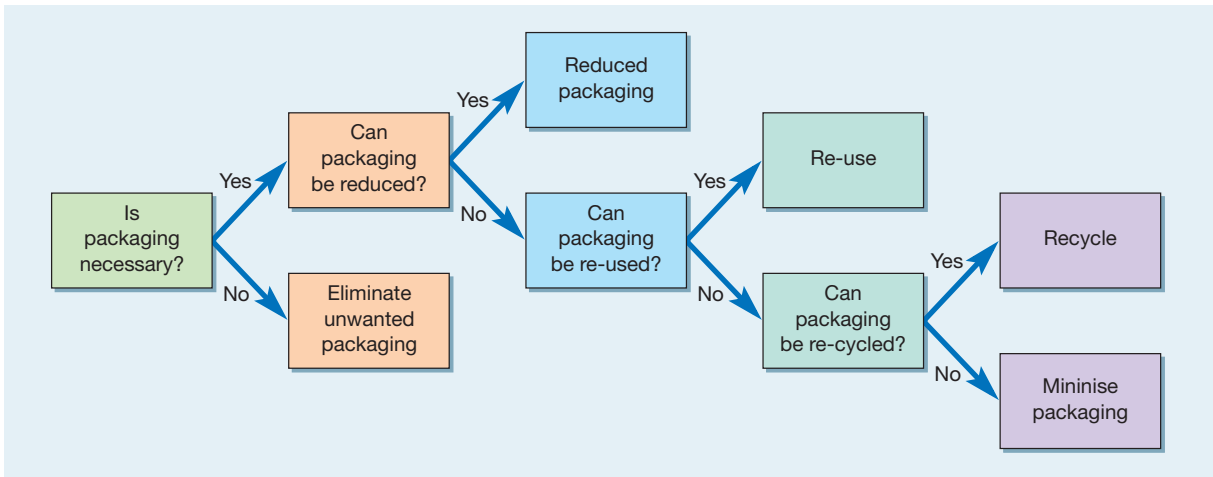 Is
packaging
necessary?
Yes
No
Can
packaging
be reduced?
Eliminate
unwanted
packaging
Yes
No
Reduced
packaging
Can
packaging
be re-used?
Yes
No
Re-use
Can
packaging
be re-cycled?
Yes
No
Recycle
Mininise
packaging